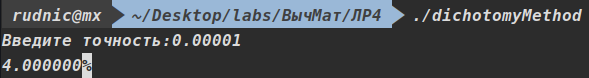 rudnic@mx ~/Desktop/labs/ВычМат/ЛР4 ./dichotomyMethod
Введите точность:0.00001
4.000000%